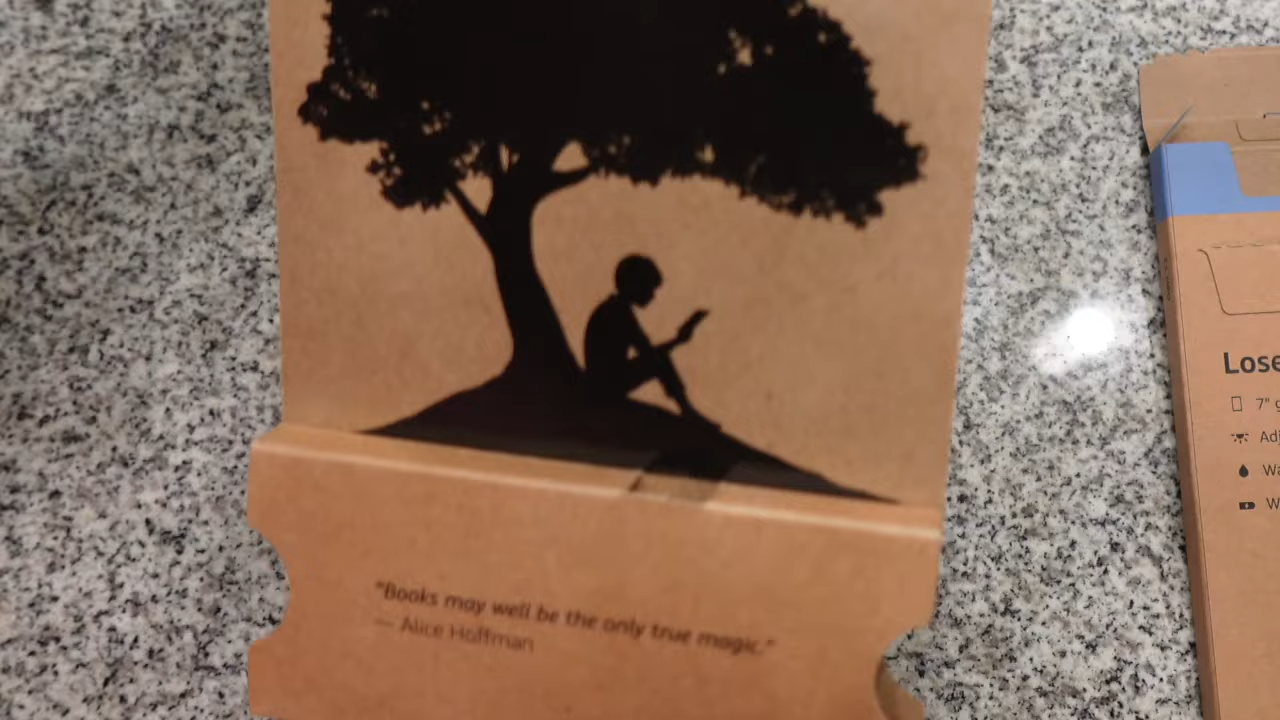 "Books may well be the only true magic."
— Alice Hoffman
Lose
7"
Adj
Wa
W